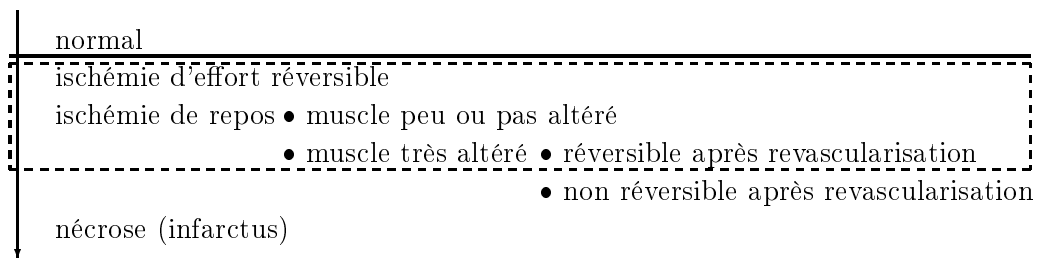 normal
ischémie d'effort réversible
ischémie de repos • muscle peu ou pas altéré
• muscle très altéré • réversible après revascularisation
• non réversible après revascularisation
nécrose (infarctus)